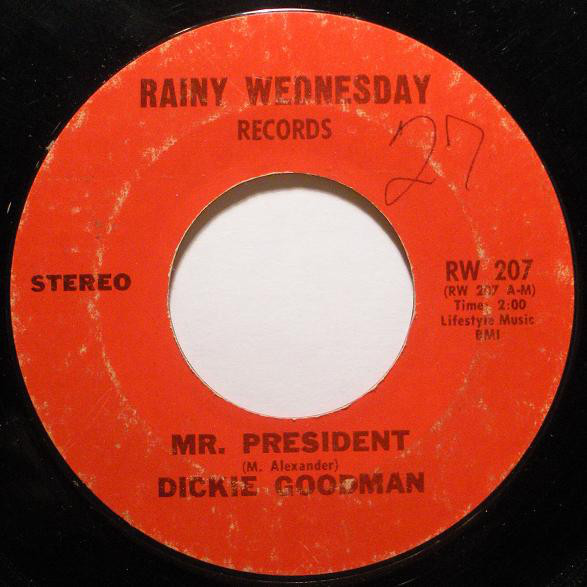 RAINY WEDNESDAY
RECORDS
27
STEREO
RW 207
(RW 207 A-M)
Time: 2:00
Lifestyle Music
BMI
MR. PRESIDENT
(M. Alexander)
DICKIE GOODMAN